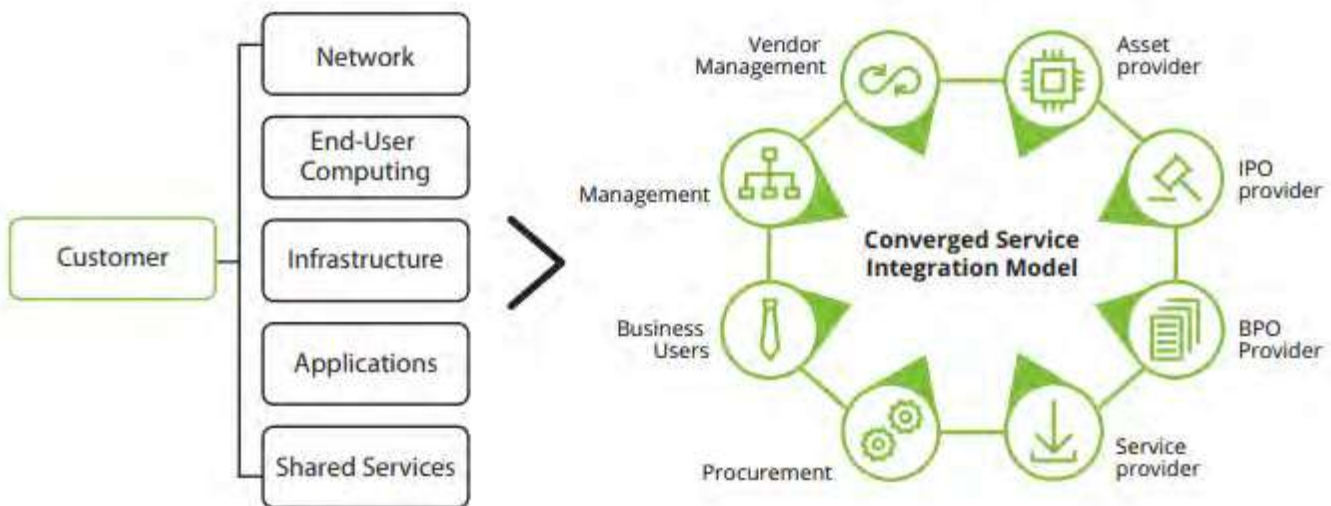 Customer
Network
End-User
Computing
Infrastructure
Applications
Shared Services
Vendor
Management
Asset
provider
Management
IPO
provider
Converged Service
Integration Model
Business
Users
BPO
Provider
Procurement
Service
provider